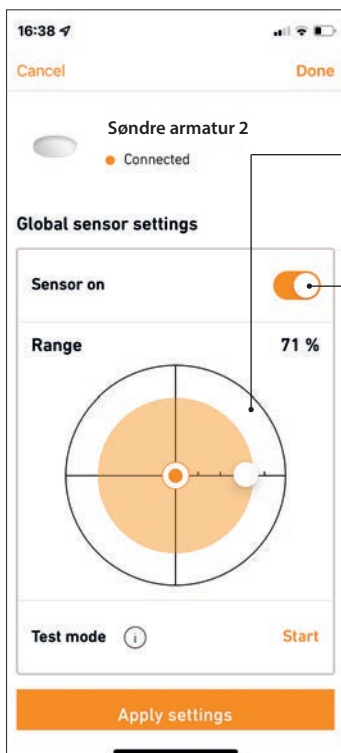 16:38
Cancel Done
Søndre armatur 2
Connected
Global sensor settings
Sensor on
Range 71 %
Test mode i Start
Apply settings